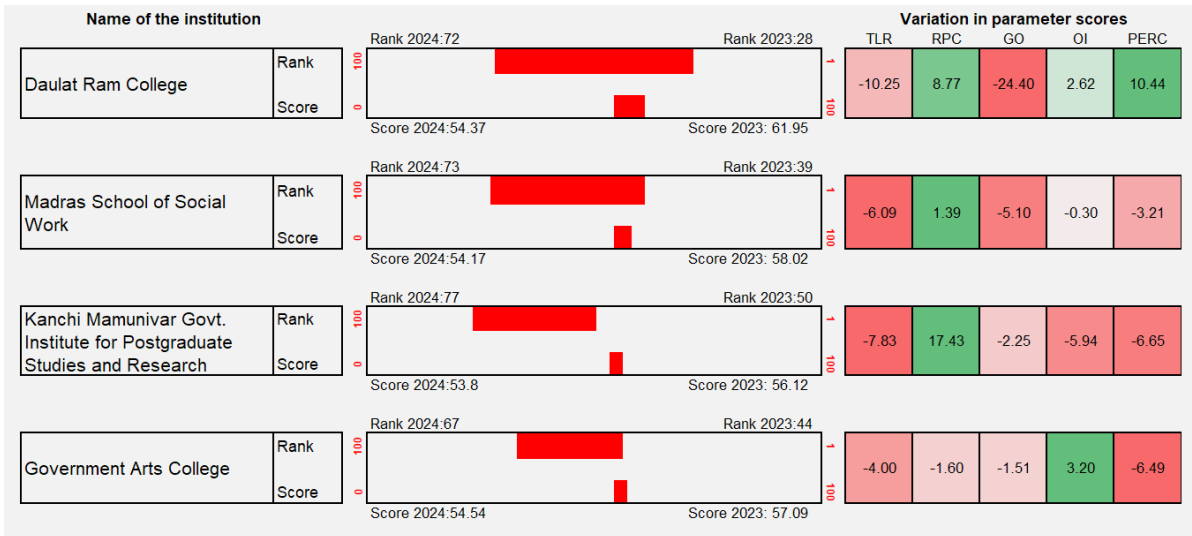 Name of the institution
Variation in parameter scores
TLR RPC GO OI PERC
Rank 2024:72 Rank 2023:28
Daulat Ram College
Rank
Score
100 1
0 100
-10.25 8.77 -24.40 2.62 10.44
Score 2024:54.37 Score 2023: 61.95
Rank 2024:73 Rank 2023:39
Madras School of Social
Work
Rank
Score
100 1
0 100
-6.09 1.39 -5.10 -0.30 -3.21
Score 2024:54.17 Score 2023: 58.02
Rank 2024:77 Rank 2023:50
Kanchi Mamunivar Govt.
Institute for Postgraduate
Studies and Research
Rank
Score
100 1
0 100
-7.83 17.43 -2.25 -5.94 -6.65
Score 2024:53.8 Score 2023: 56.12
Rank 2024:67 Rank 2023:44
Government Arts College
Rank
Score
100 1
0 100
-4.00 -1.60 -1.51 3.20 -6.49
Score 2024:54.54 Score 2023: 57.09